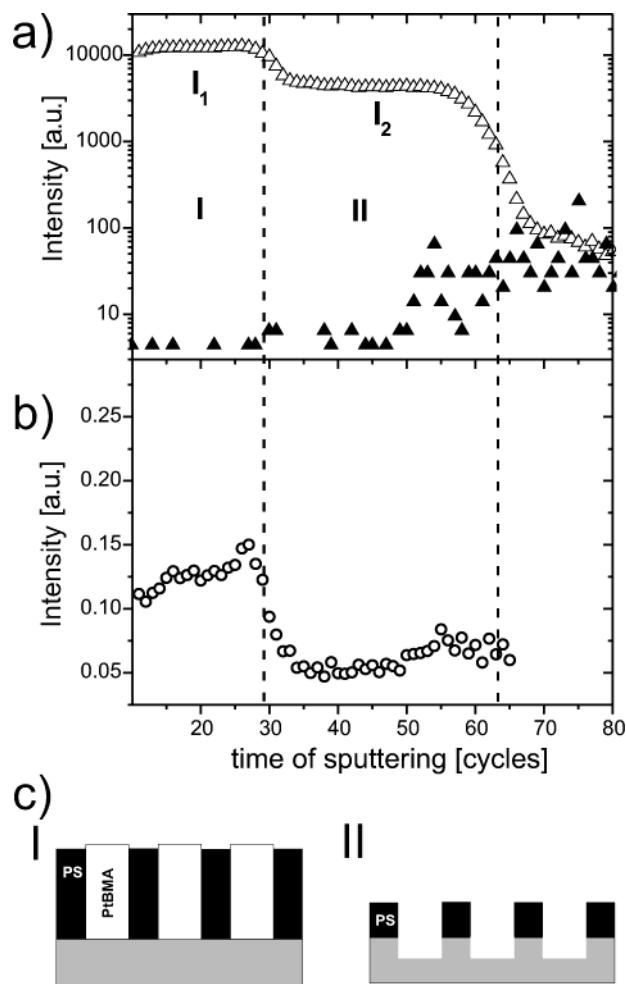 a)
Intensity [a.u.]
10000
1000
100
10
I1
I2
I
II
b)
Intensity [a.u.]
0.25
0.20
0.15
0.10
0.05
20 30 40 50 60 70 80
time of sputtering [cycles]
c)
I
PS
PtBMA
II
PS